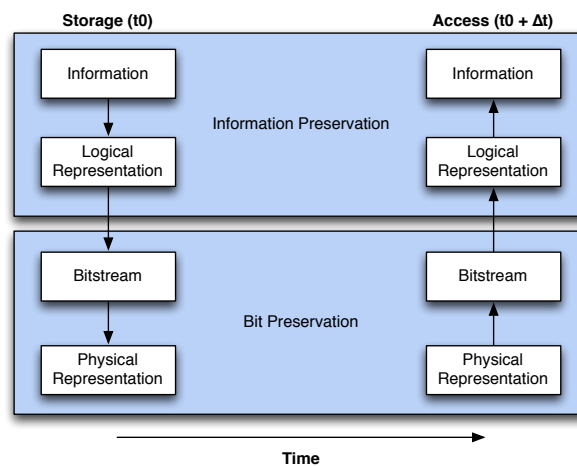 Storage (t0)
Access (t0 + Δt)
Information
Information
Information Preservation
Logical
Representation
Logical
Representation
Bitstream
Bitstream
Bit Preservation
Physical
Representation
Physical
Representation
Time